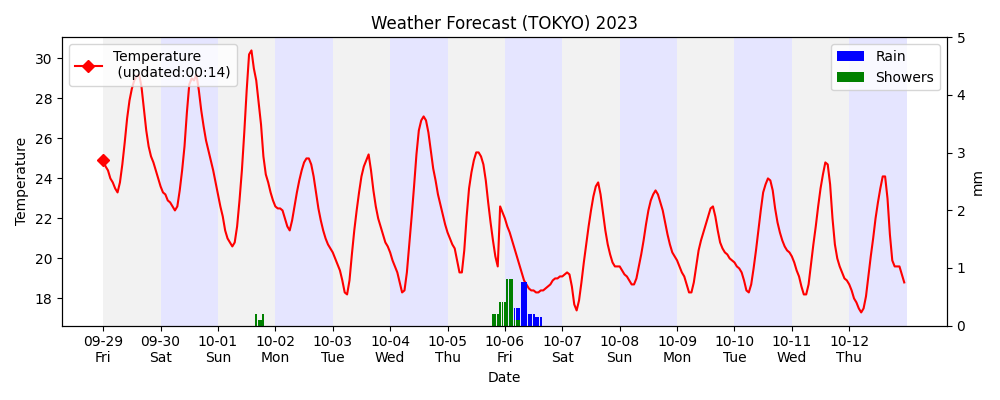 Weather Forecast (TOKYO) 2023
Temperature
(updated:00:14)
Rain
Showers
30
28
26
24
22
20
18
Temperature
5
4
3
2
1
0
mm
09-29 09-30 10-01 10-02 10-03 10-04 10-05 10-06 10-07 10-08 10-09 10-10 10-11 10-12
Fri Sat Sun Mon Tue Wed Thu Fri Sat Sun Mon Tue Wed Thu
Date